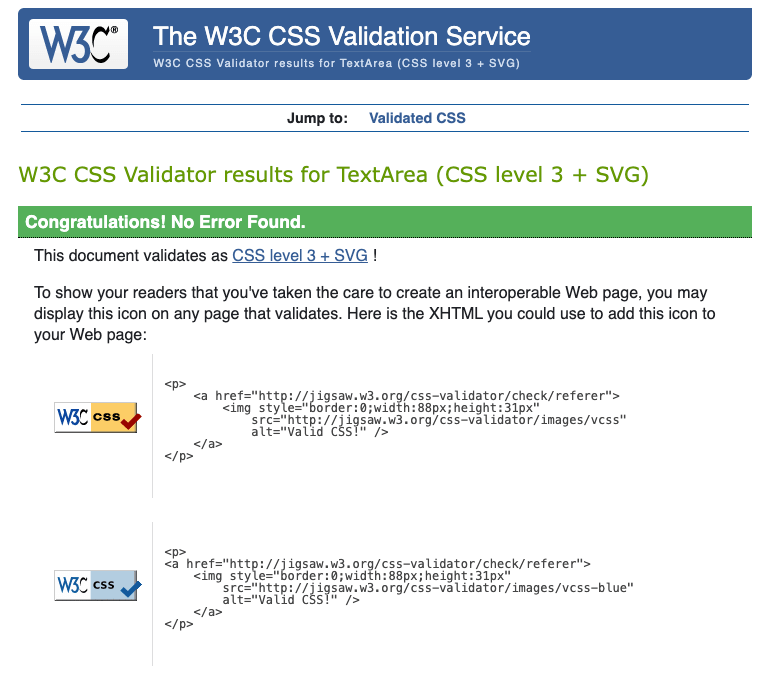 W3C®
The W3C CSS Validation Service
W3C CSS Validator results for TextArea (CSS level 3 + SVG)
Jump to: Validated CSS
W3C CSS Validator results for TextArea (CSS level 3 + SVG)
Congratulations! No Error Found.
This document validates as CSS level 3 + SVG !
To show your readers that you've taken the care to create an interoperable Web page, you may
display this icon on any page that validates. Here is the XHTML you could use to add this icon to
your Web page:
W3C css
<p>
    <a href="http://jigsaw.w3.org/css-validator/check/referer">
        <img style="border:0;width:88px;height:31px"
            src="http://jigsaw.w3.org/css-validator/images/vcss"
            alt="Valid CSS!" />
    </a>
</p>
W3C css
<p>
<a href="http://jigsaw.w3.org/css-validator/check/referer">
    <img style="border:0;width:88px;height:31px"
        src="http://jigsaw.w3.org/css-validator/images/vcss-blue"
        alt="Valid CSS!" />
    </a>
</p>